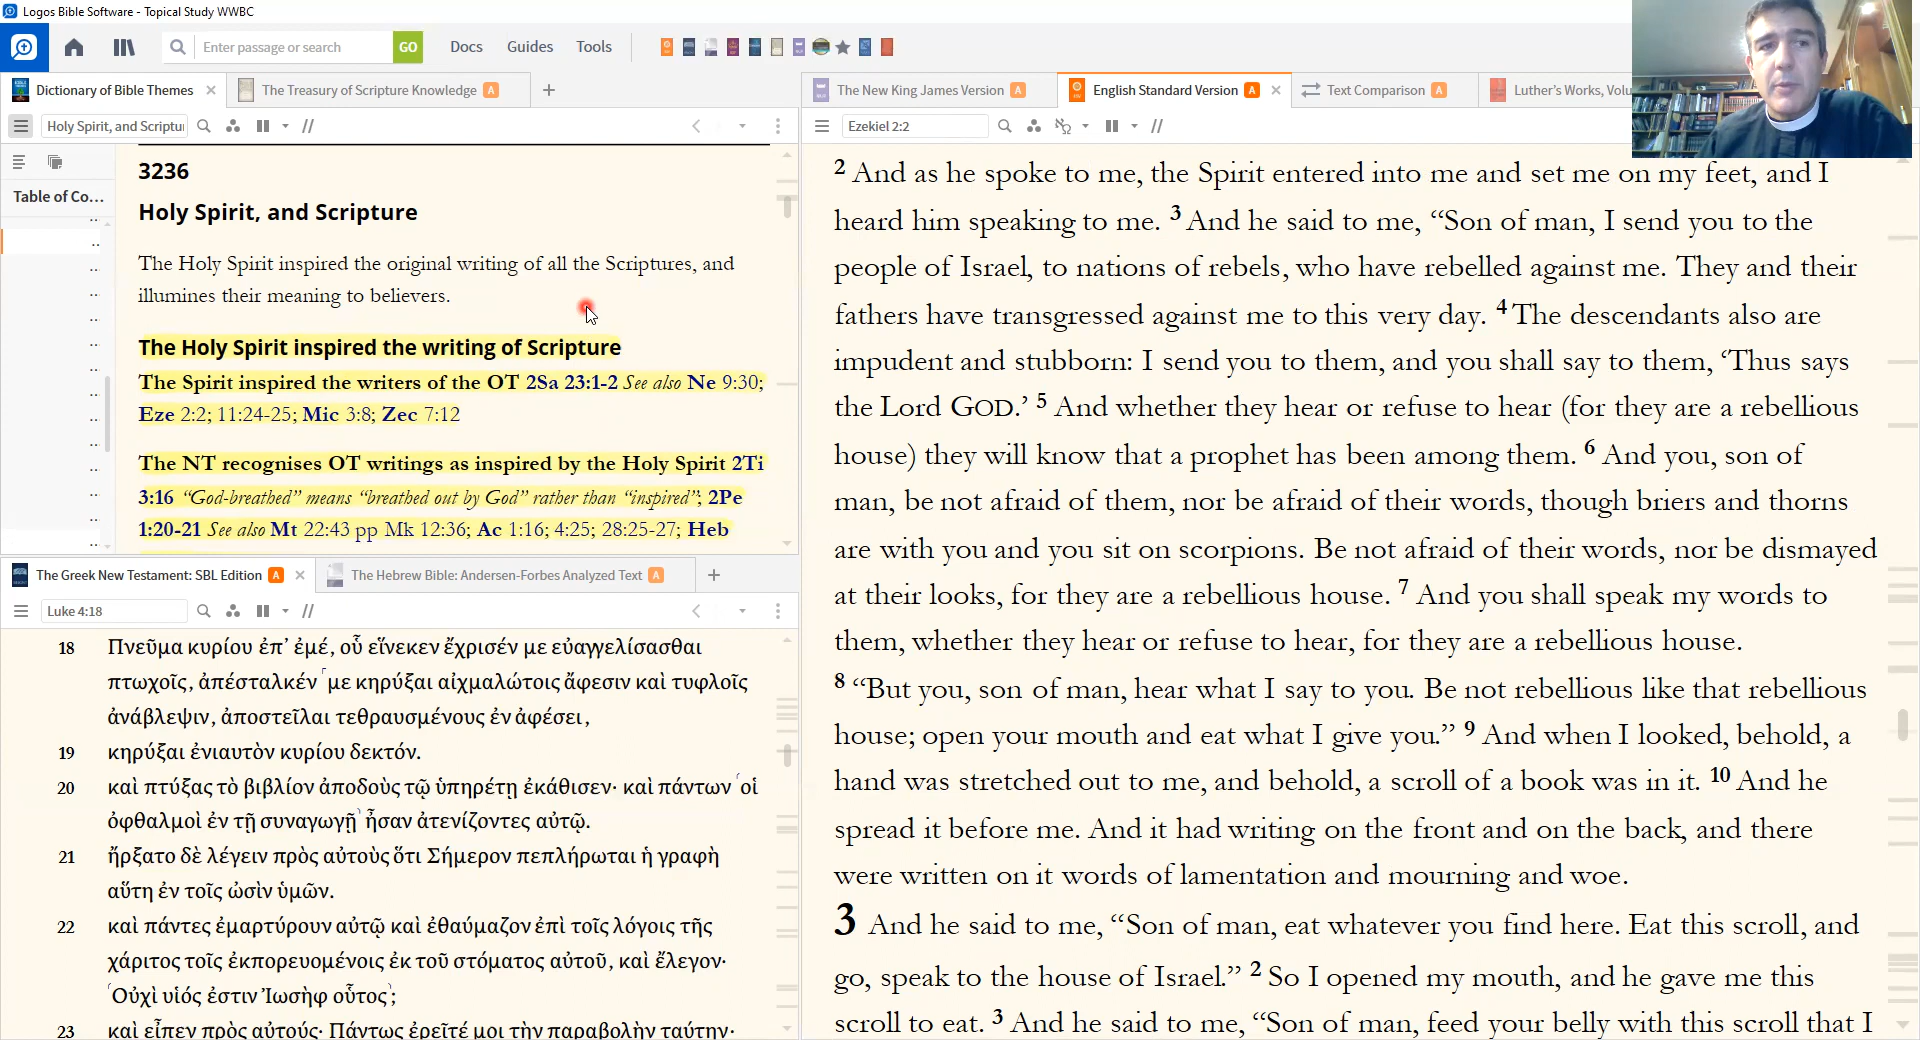 Logos Bible Software - Topical Study WWBC
Enter passage or search
GO
Docs
Guides
Tools
Dictionary of Bible Themes
The Treasury of Scripture Knowledge A
Holy Spirit, and Scriptu
Table of Co...
3236
Holy Spirit, and Scripture
The Holy Spirit inspired the original writing of all the Scriptures, and
illumines their meaning to believers.
The Holy Spirit inspired the writing of Scripture
The Spirit inspired the writers of the OT 2Sa 23:1-2 See also Ne 9:30;
Eze 2:2; 11:24-25; Mic 3:8; Zec 7:12
The NT recognises OT writings as inspired by the Holy Spirit 2Ti
3:16 “God-breathed” means “breathed out by God” rather than “inspired”; 2Pe
1:20-21 See also Mt 22:43 pp Mk 12:36; Ac 1:16; 4:25; 28:25-27; Heb
The Greek New Testament: SBL Edition A
The Hebrew Bible: Andersen-Forbes Analyzed Text A
Luke 4:18
18 Πνεῦμα κυρίου ἐπ’ ἐμέ, οὗ εἵνεκεν ἔχρισέν με εὐαγγελίσασθαι
πτωχοῖς, ἀπέσταλκέν ⸀με κηρύξαι αἰχμαλώτοις ἄφεσιν καὶ τυφλοῖς
ἀνάβλεψιν, ἀποστεῖλαι τεθραυσμένους ἐν ἀφέσει,
19 κηρύξαι ἐνιαυτὸν κυρίου δεκτόν.
20 καὶ πτύξας τὸ βιβλίον ἀποδοὺς τῷ ὑπηρέτῃ ἐκάθισεν· καὶ πάντων ⸂οἱ
ὀφθαλμοὶ ἐν τῇ συναγωγῇ⸃ ἦσαν ἀτενίζοντες αὐτῷ.
21 ἤρξατο δὲ λέγειν πρὸς αὐτοὺς ὅτι Σήμερον πεπλήρωται ἡ γραφὴ
αὕτη ἐν τοῖς ὠσὶν ὑμῶν.
22 καὶ πάντες ἐμαρτύρουν αὐτῷ καὶ ἐθαύμαζον ἐπὶ τοῖς λόγοις τῆς
χάριτος τοῖς ἐκπορευομένοις ἐκ τοῦ στόματος αὐτοῦ, καὶ ἔλεγον·
⸂Οὐχὶ υἱός ἐστιν Ἰωσὴφ οὗτος⸃;
23 καὶ εἶπεν πρὸς αὐτούς· Πάντως ἐρεῖτέ μοι τὴν παραβολὴν ταύτην·
The New King James Version A
English Standard Version A
Text Comparison A
Luther’s Works, Volu
Ezekiel 2:2
2 And as he spoke to me, the Spirit entered into me and set me on my feet, and I
heard him speaking to me. 3 And he said to me, “Son of man, I send you to the
people of Israel, to nations of rebels, who have rebelled against me. They and their
fathers have transgressed against me to this very day. 4 The descendants also are
impudent and stubborn: I send you to them, and you shall say to them, ‘Thus says
the Lord GOD.’ 5 And whether they hear or refuse to hear (for they are a rebellious
house) they will know that a prophet has been among them. 6 And you, son of
man, be not afraid of them, nor be afraid of their words, though briers and thorns
are with you and you sit on scorpions. Be not afraid of their words, nor be dismayed
at their looks, for they are a rebellious house. 7 And you shall speak my words to
them, whether they hear or refuse to hear, for they are a rebellious house.
8 “But you, son of man, hear what I say to you. Be not rebellious like that rebellious
house; open your mouth and eat what I give you.” 9 And when I looked, behold, a
hand was stretched out to me, and behold, a scroll of a book was in it. 10 And he
spread it before me. And it had writing on the front and on the back, and there
were written on it words of lamentation and mourning and woe.
3 And he said to me, “Son of man, eat whatever you find here. Eat this scroll, and
go, speak to the house of Israel.” 2 So I opened my mouth, and he gave me this
scroll to eat. 3 And he said to me, “Son of man, feed your belly with this scroll that I